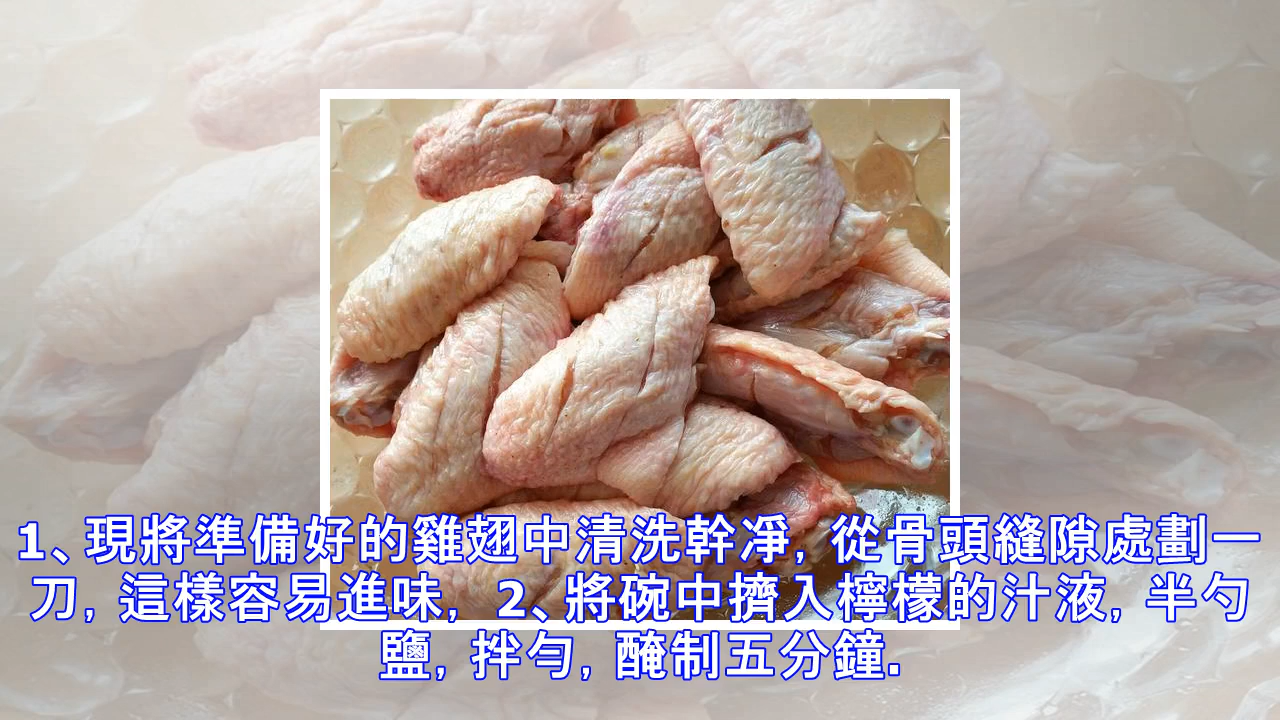 1、現將準備好的雞翅中清洗幹凈, 從骨頭縫隙處劃一
刀, 這樣容易進味, 2、將碗中擠入檸檬的汁液, 半勺
鹽, 拌勻, 醃制五分鐘.